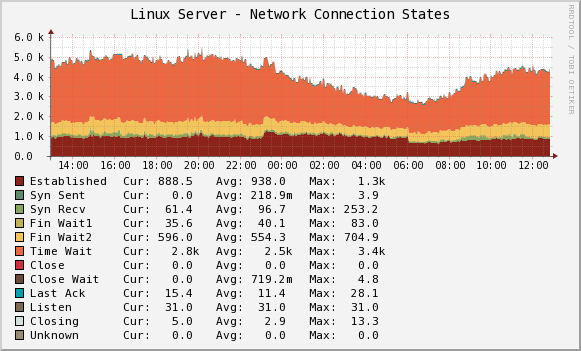 Linux Server - Network Connection States
RRDTOOL / TOBI OETIKER
6.0 k
5.0 k
4.0 k
3.0 k
2.0 k
1.0 k
0.0
14:00 16:00 18:00 20:00 22:00 00:00 02:00 04:00 06:00 08:00 10:00 12:00
Established Cur: 888.5 Avg: 938.0 Max: 1.3k
Syn Sent Cur: 0.0 Avg: 218.9m Max: 3.9
Syn Recv Cur: 61.4 Avg: 96.7 Max: 253.2
Fin Wait1 Cur: 35.6 Avg: 40.1 Max: 83.0
Fin Wait2 Cur: 596.0 Avg: 554.3 Max: 704.9
Time Wait Cur: 2.8k Avg: 2.5k Max: 3.4k
Close Cur: 0.0 Avg: 0.0 Max: 0.0
Close Wait Cur: 0.0 Avg: 719.2m Max: 4.8
Last Ack Cur: 15.4 Avg: 11.4 Max: 28.1
Listen Cur: 31.0 Avg: 31.0 Max: 31.0
Closing Cur: 5.0 Avg: 2.9 Max: 13.3
Unknown Cur: 0.0 Avg: 0.0 Max: 0.0